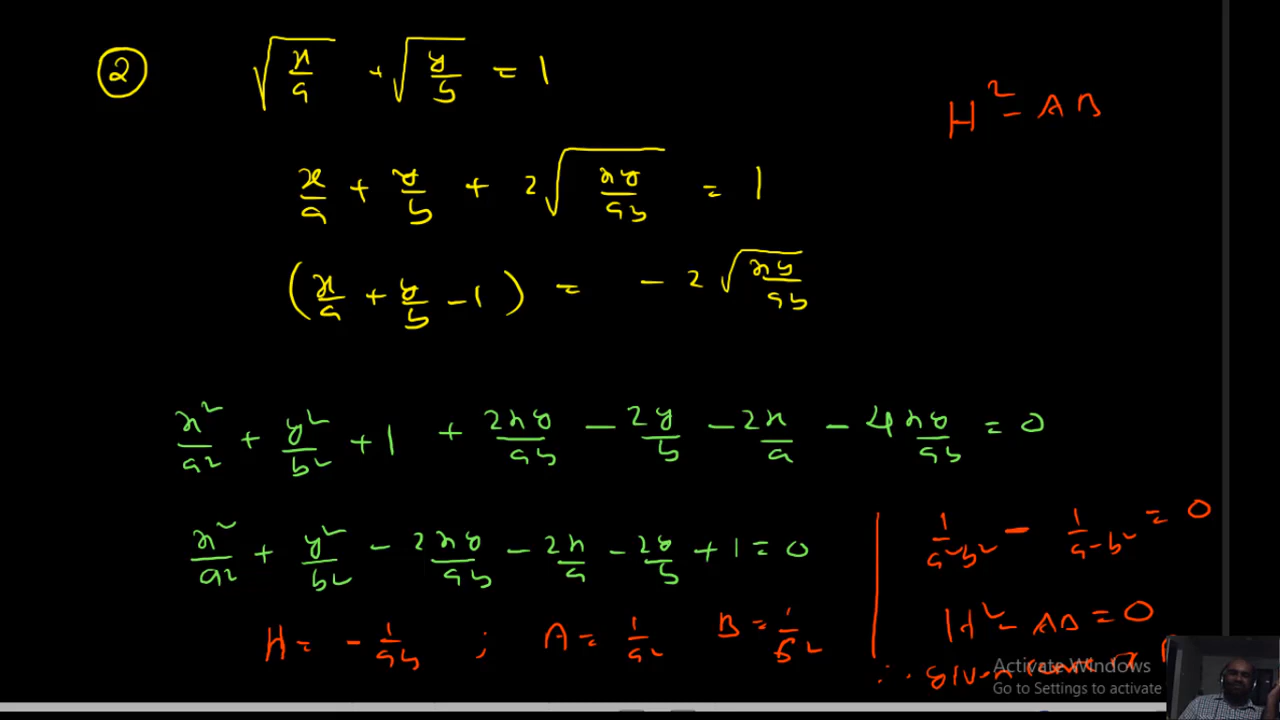 ② √(x/a) + √(y/b) = 1
H² = AB
x/a + y/b + 2√(xy/ab) = 1
(x/a + y/b - 1) = - 2√(xy/ab)
x²/a² + y²/b² + 1 + 2xy/ab - 2y/b - 2x/a - 4xy/ab = 0
x²/a² + y²/b² - 2xy/ab - 2x/a - 2y/b + 1 = 0
H = - 1/ab ; A = 1/a² B = 1/b²
1/a²b² - 1/a²b² = 0
H² - AB = 0
∴ given
Activate Windows
Go to Settings to activate